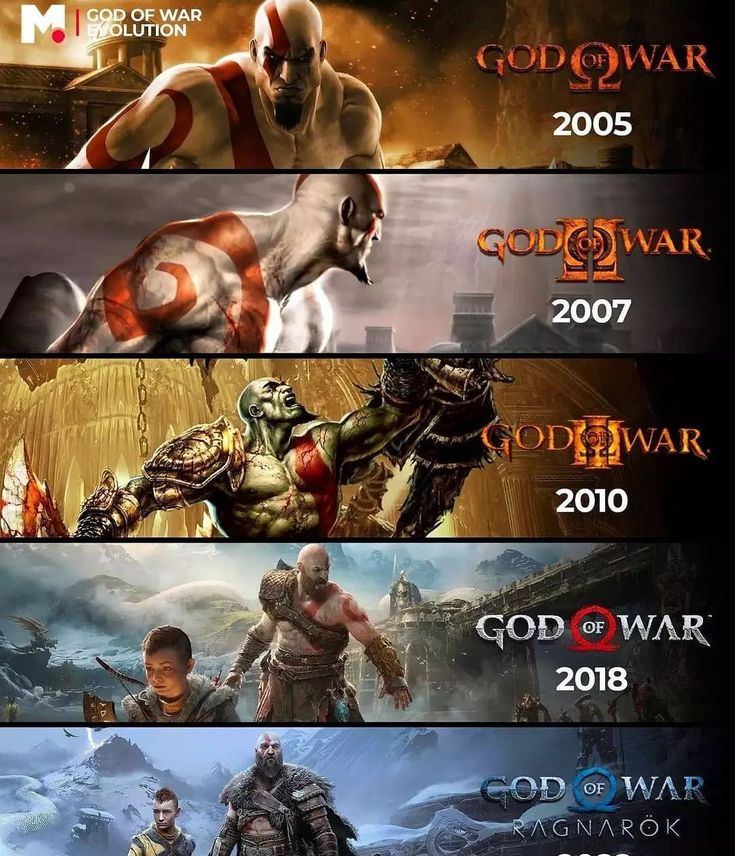 M. | GOD OF WAR
EVOLUTION
GOD OF WAR
2005
GOD OF WAR
2007
GOD OF WAR
2010
GOD OF WAR™
2018
GOD OF WAR
RAGNARÖK